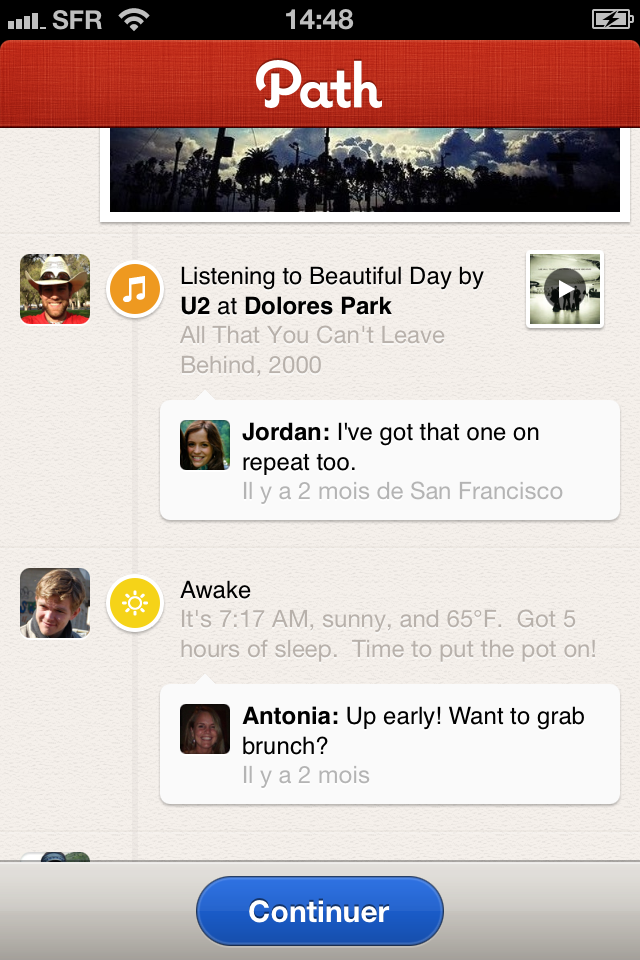 SFR 14:48
Path
Listening to Beautiful Day by
U2 at Dolores Park
All That You Can't Leave
Behind, 2000
Jordan: I've got that one on
repeat too.
Il y a 2 mois de San Francisco
Awake
It's 7:17 AM, sunny, and 65°F.  Got 5
hours of sleep.  Time to put the pot on!
Antonia: Up early! Want to grab
brunch?
Il y a 2 mois
Continuer